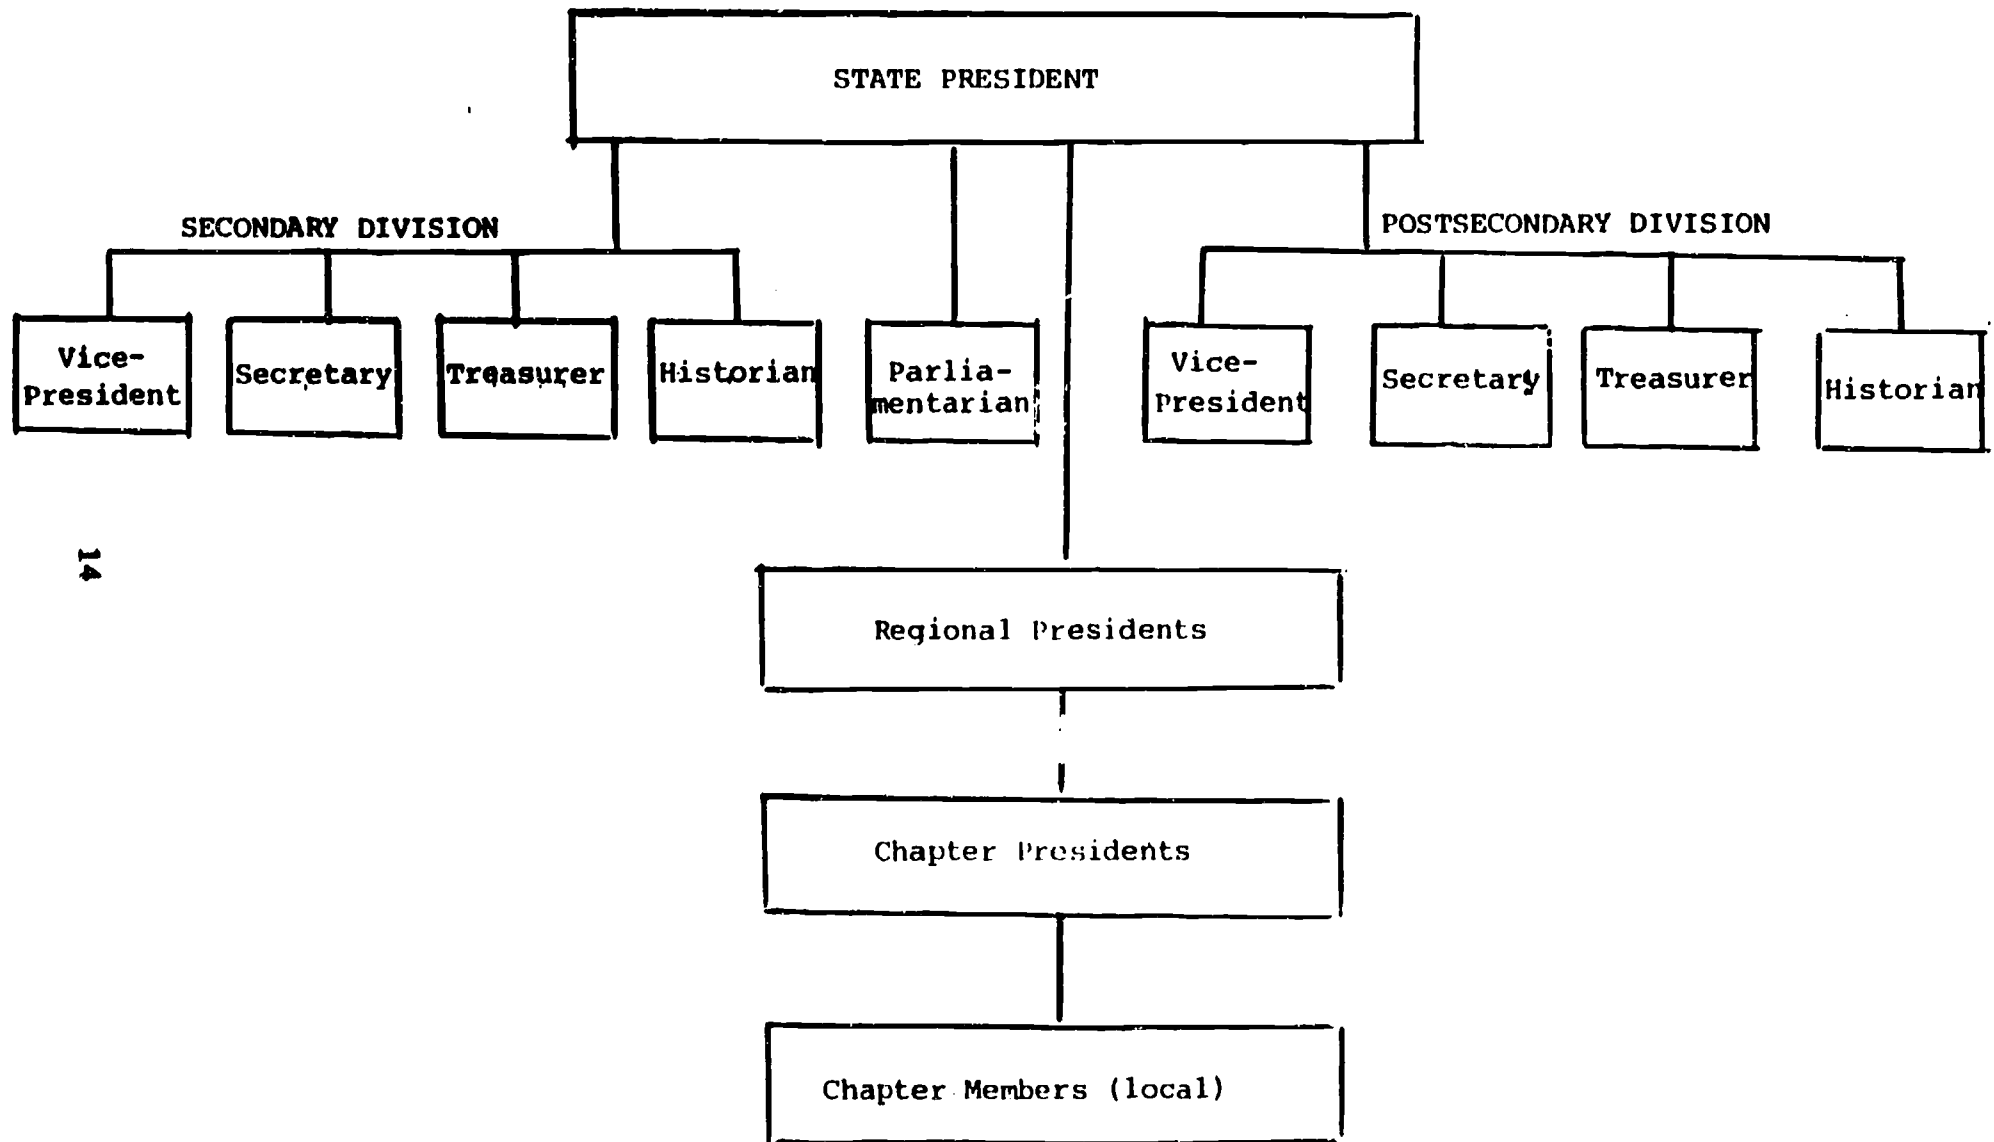 STATE PRESIDENT
SECONDARY DIVISION
POSTSECONDARY DIVISION
Vice-
President
Secretary
Treasurer
Historian
Parlia-
mentarian
Vice-
President
Secretary
Treasurer
Historian
14
Regional Presidents
Chapter Presidents
Chapter Members (local)